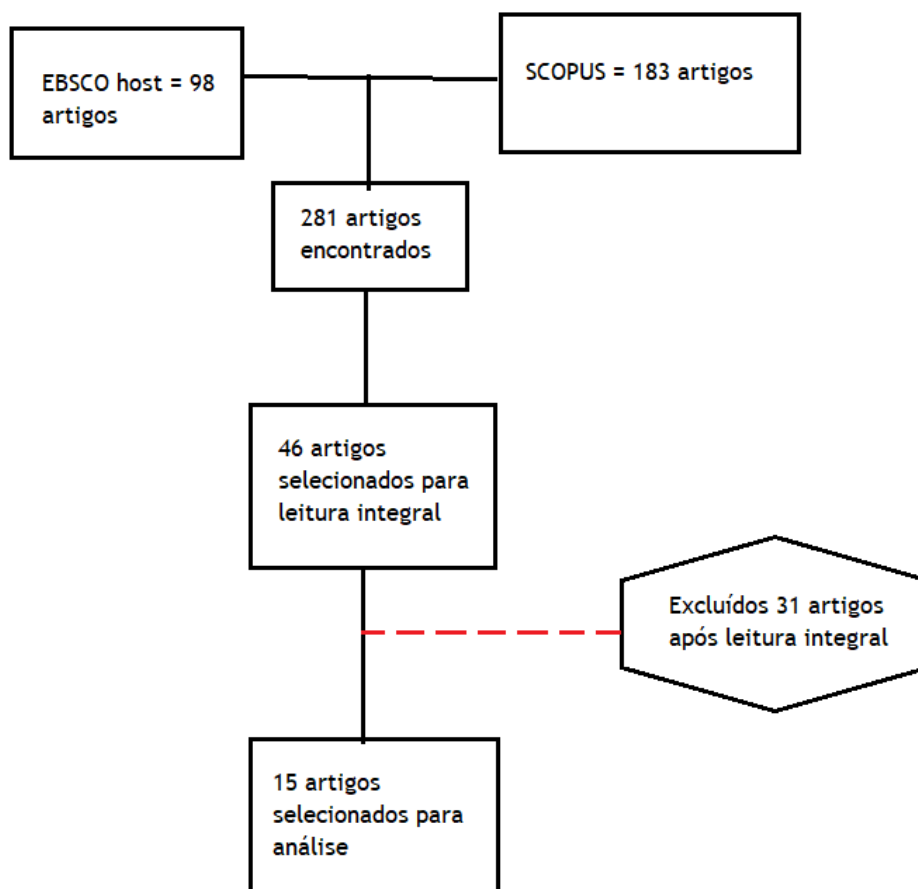 EBSCO host = 98
artigos
SCOPUS = 183 artigos
281 artigos
encontrados
46 artigos
selecionados para
leitura integral
Excluídos 31 artigos
após leitura integral
15 artigos
selecionados para
análise